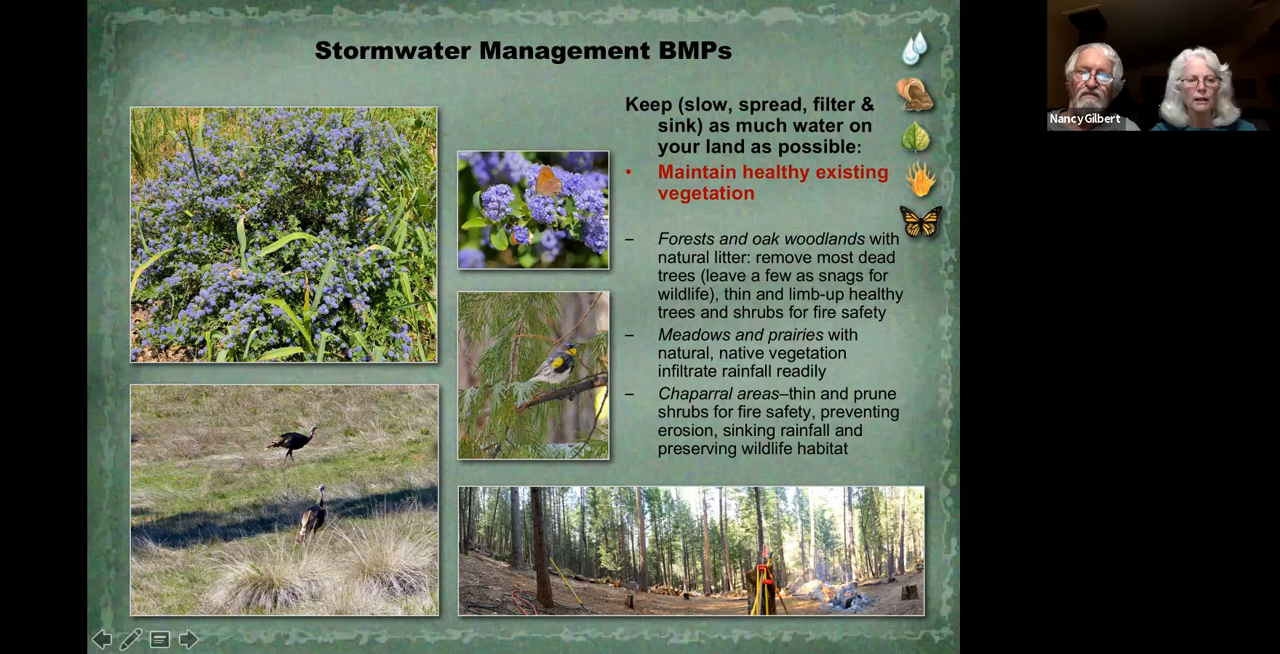 Stormwater Management BMPs
Keep (slow, spread, filter &
sink) as much water on
your land as possible:
• Maintain healthy existing
vegetation
– Forests and oak woodlands with
natural litter: remove most dead
trees (leave a few as snags for
wildlife), thin and limb-up healthy
trees and shrubs for fire safety
– Meadows and prairies with
natural, native vegetation
infiltrate rainfall readily
– Chaparral areas–thin and prune
shrubs for fire safety, preventing
erosion, sinking rainfall and
preserving wildlife habitat
Nancy Gilbert